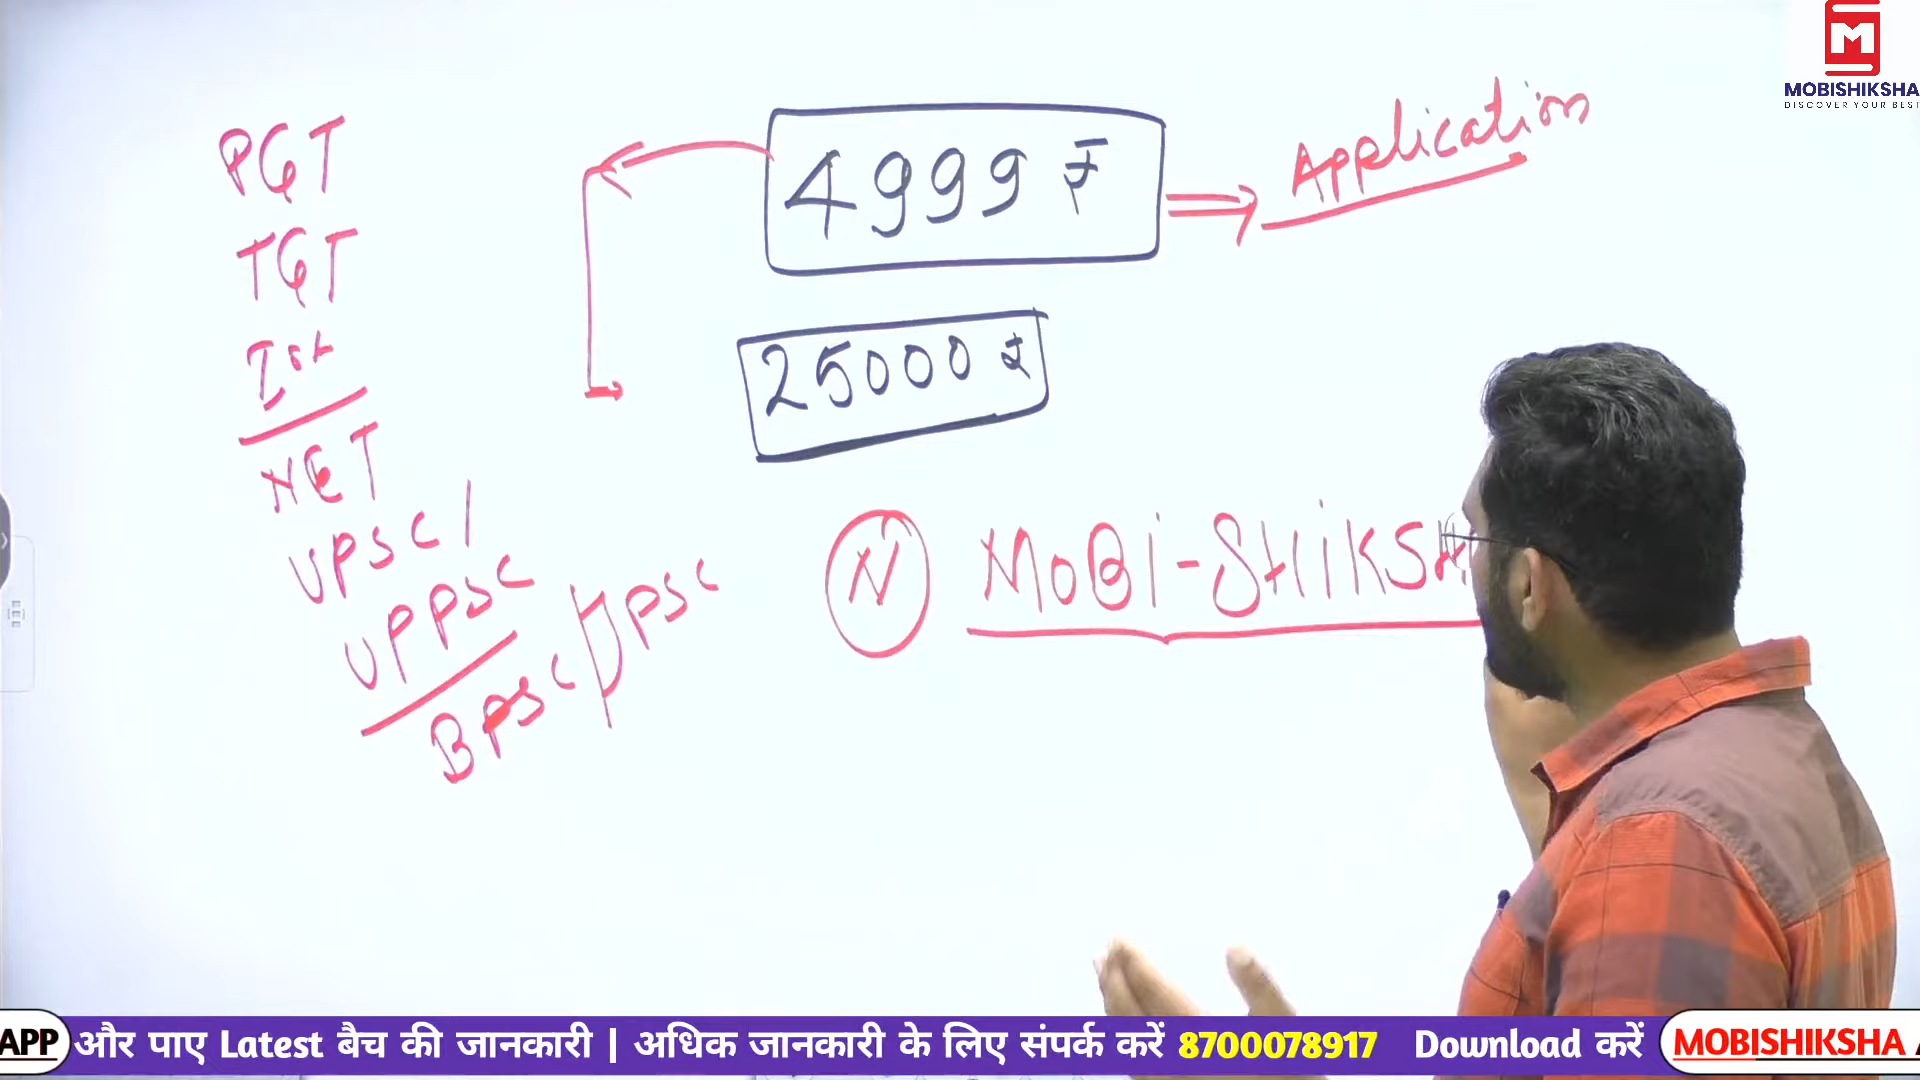 MOBISHIKSHA
DISCOVER YOUR BEST
PGT
TGT
NET
UPSC /
UPPSC
BPSC / JPSC
4999 ₹
Application
25000 ₹
N MOBI-SHIKSH
APP और पाए Latest बैच की जानकारी | अधिक जानकारी के लिए संपर्क करें 8700078917 Download करें MOBISHIKSHA A